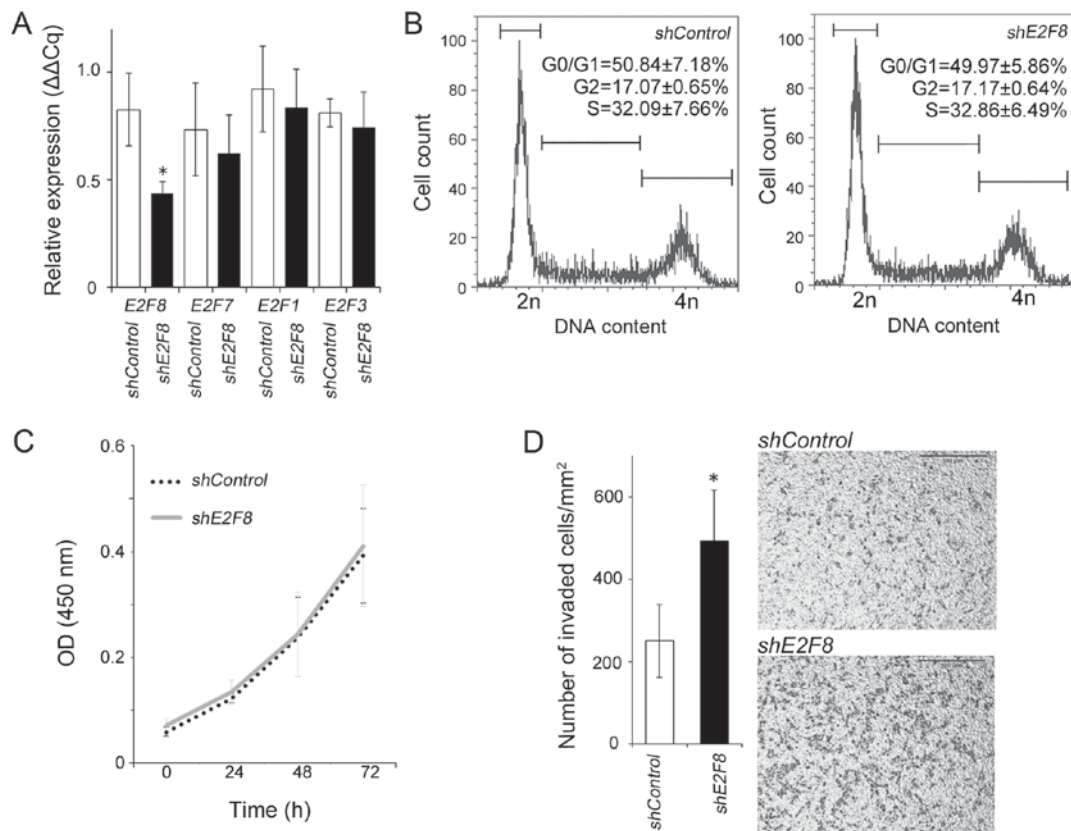 A
Relative expression (ΔΔCq)
1.0
0.5
0
*
E2F8 E2F7 E2F1 E2F3
shControl shE2F8 shControl shE2F8 shControl shE2F8 shControl shE2F8
B
Cell count
100
80
60
40
20
0
shControl
G0/G1=50.84±7.18%
G2=17.07±0.65%
S=32.09±7.66%
2n 4n
DNA content
Cell count
100
80
60
40
20
0
shE2F8
G0/G1=49.97±5.86%
G2=17.17±0.64%
S=32.86±6.49%
2n 4n
DNA content
C
OD (450 nm)
0.6
0.4
0.2
0
shControl
shE2F8
0 24 48 72
Time (h)
D
Number of invaded cells/mm²
600
400
200
0
*
shControl shE2F8
shControl
shE2F8